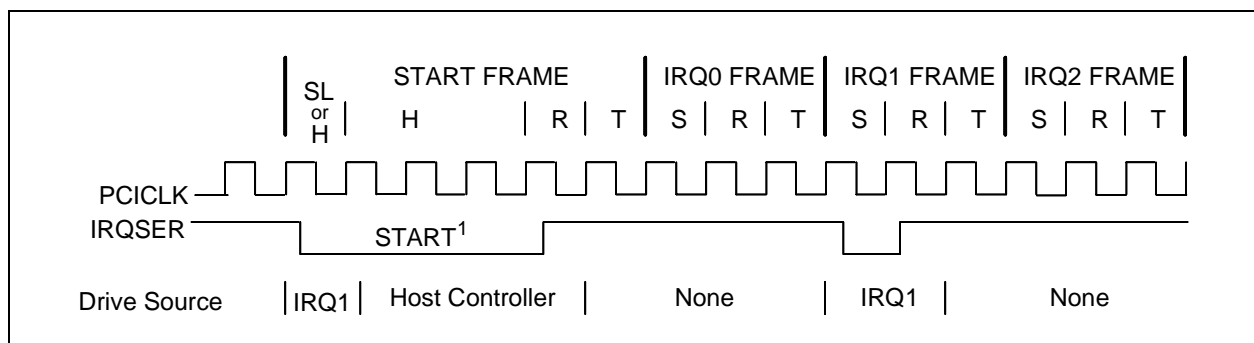 START FRAME IRQ0 FRAME IRQ1 FRAME IRQ2 FRAME
SL
or
H
H R T S R T S R T S R T
PCICLK
IRQSER
START1
Drive Source IRQ1 Host Controller None IRQ1 None